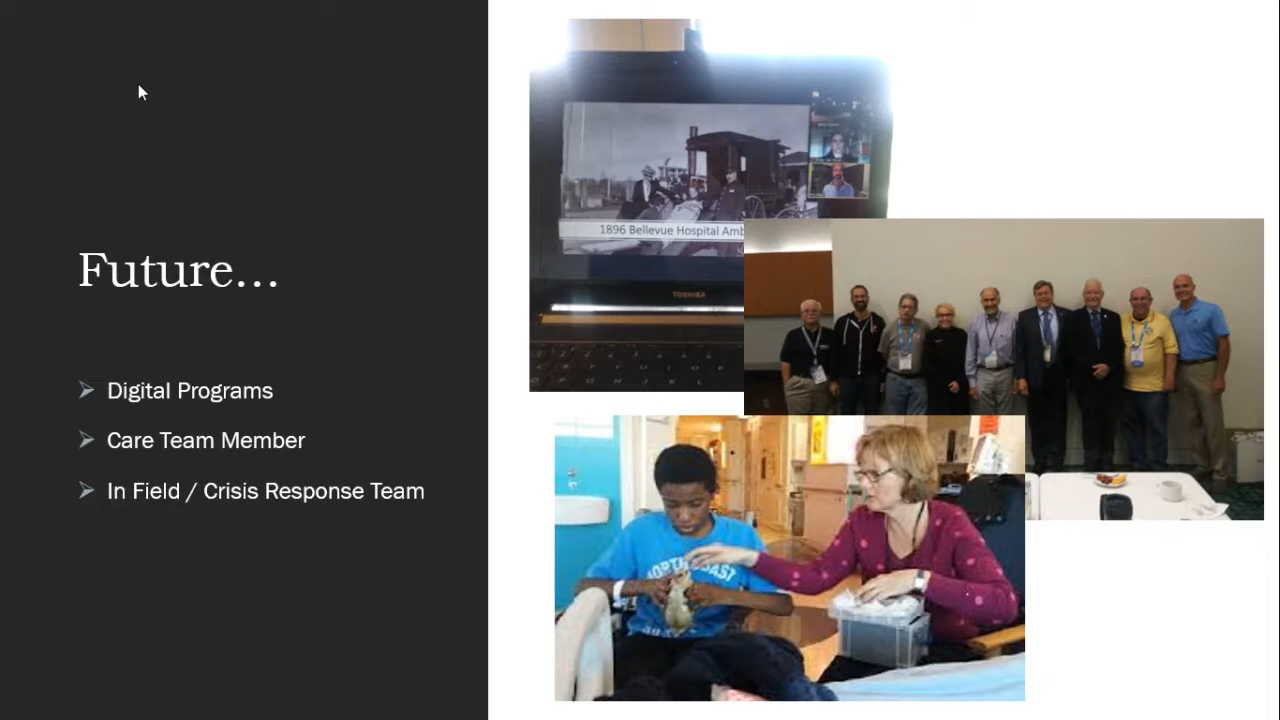 Future...
Digital Programs
Care Team Member
In Field / Crisis Response Team
1896 Bellevue Hospital Amb
TOSHIBA